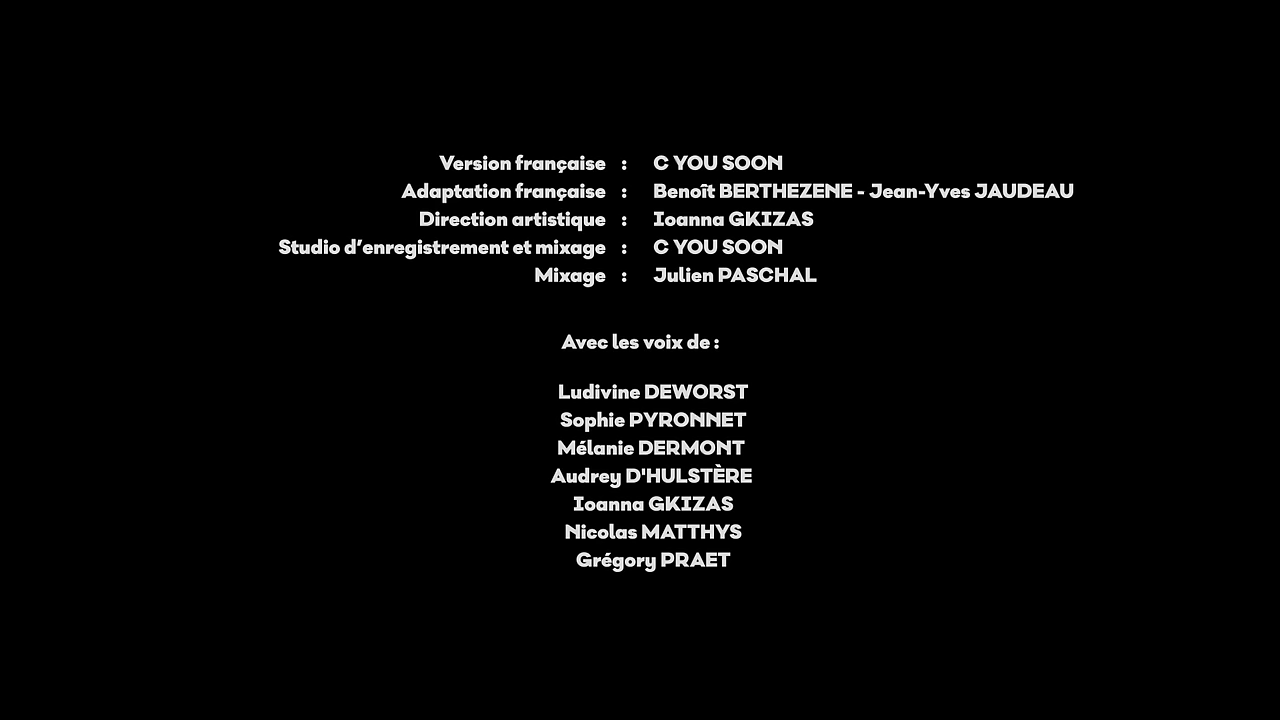 Version française : C YOU SOON
Adaptation française : Benoît BERTHEZENE - Jean-Yves JAUDEAU
Direction artistique : Ioanna GKIZAS
Studio d’enregistrement et mixage : C YOU SOON
Mixage : Julien PASCHAL
Avec les voix de :
Ludivine DEWORST
Sophie PYRONNET
Mélanie DERMONT
Audrey D'HULSTÈRE
Ioanna GKIZAS
Nicolas MATTHYS
Grégory PRAET